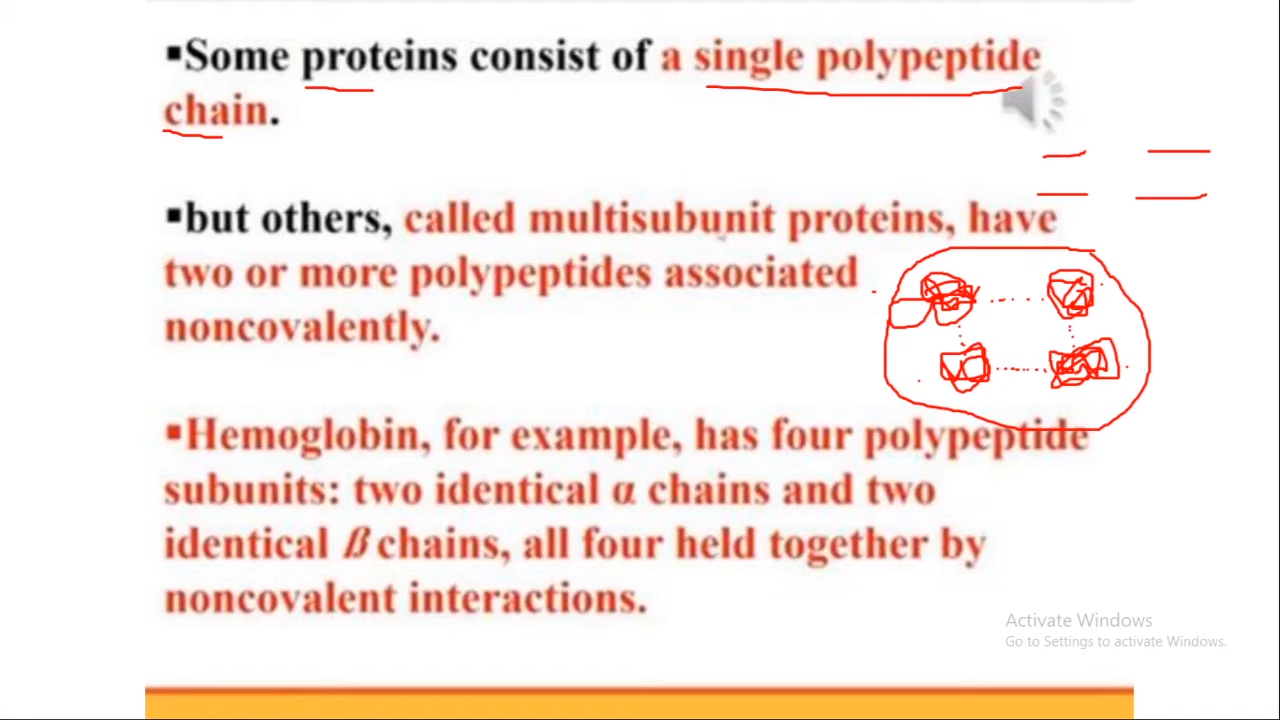 ▪Some proteins consist of a single polypeptide
chain.
▪but others, called multisubunit proteins, have
two or more polypeptides associated
noncovalently.
▪Hemoglobin, for example, has four polypeptide
subunits: two identical α chains and two
identical β chains, all four held together by
noncovalent interactions.
Activate Windows
Go to Settings to activate Windows.